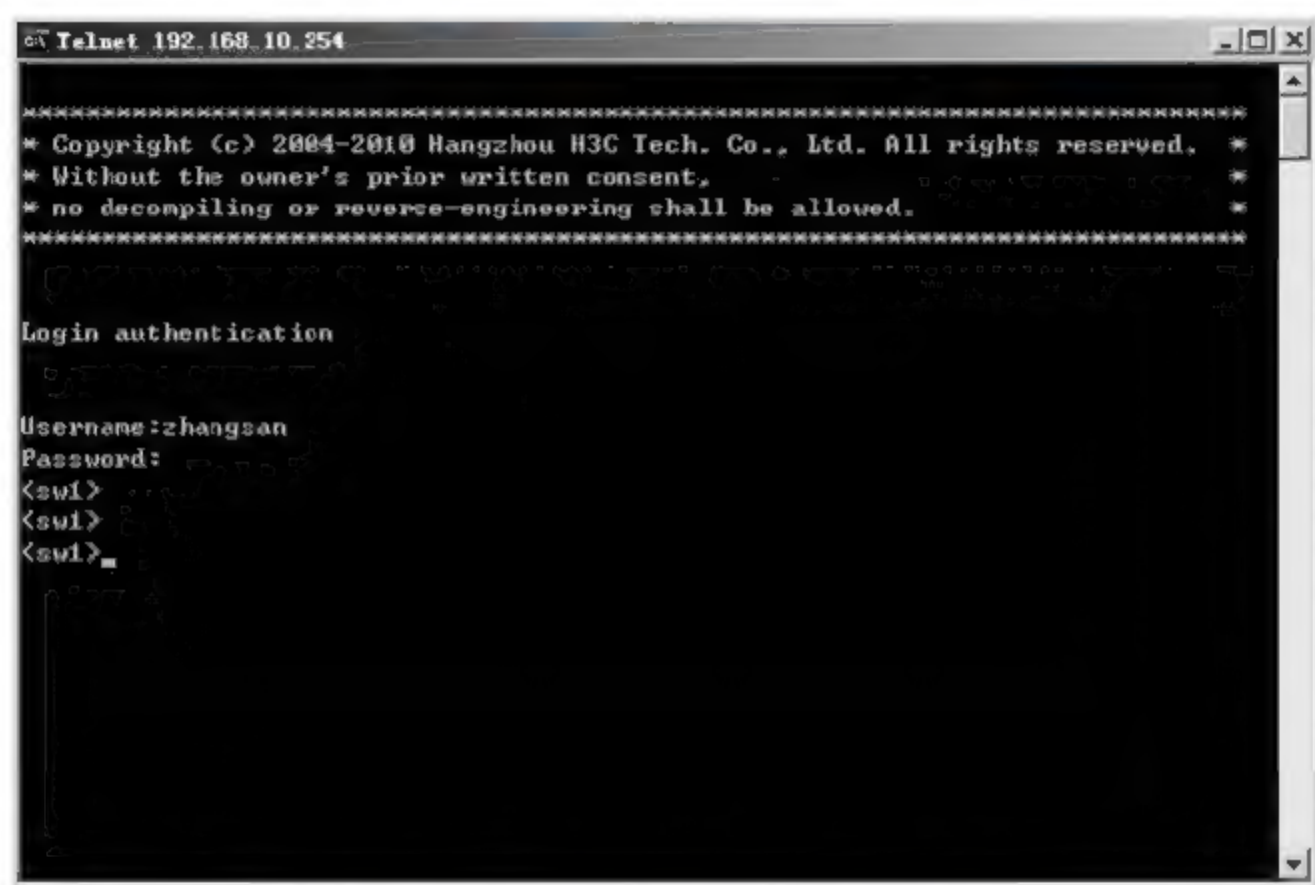 Telnet 192.168.10.254
*******************************************************************************
* Copyright (c) 2004-2010 Hangzhou H3C Tech. Co., Ltd. All rights reserved.  *
* Without the owner's prior written consent,                                 *
* no decompiling or reverse-engineering shall be allowed.                    *
*******************************************************************************
Login authentication
Username:zhangsan
Password:
<sw1>
<sw1>
<sw1>_